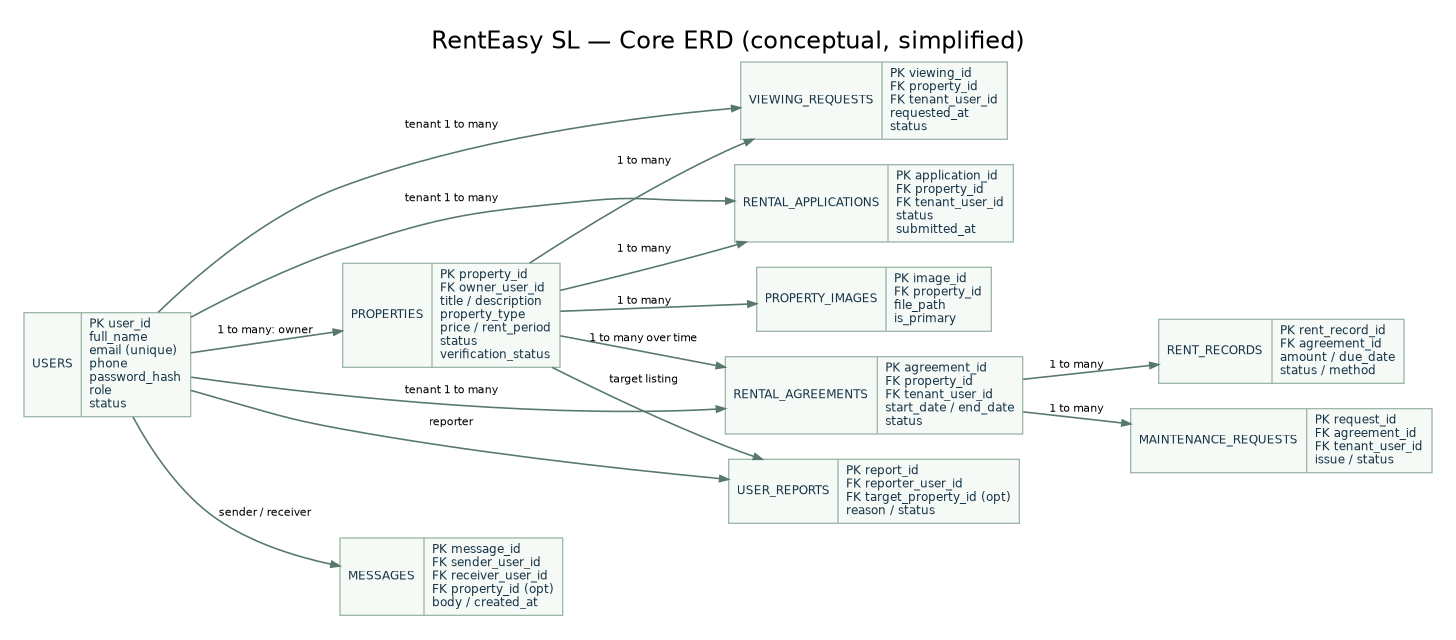 RentEasy SL — Core ERD (conceptual, simplified)
VIEWING_REQUESTS
PK viewing_id
FK property_id
FK tenant_user_id
requested_at
status
tenant 1 to many
1 to many
RENTAL_APPLICATIONS
PK application_id
FK property_id
FK tenant_user_id
status
submitted_at
tenant 1 to many
1 to many
PROPERTIES
PK property_id
FK owner_user_id
title / description
property_type
price / rent_period
status
verification_status
PROPERTY_IMAGES
PK image_id
FK property_id
file_path
is_primary
1 to many
USERS
PK user_id
full_name
email (unique)
phone
password_hash
role
status
1 to many: owner
1 to many over time
RENTAL_AGREEMENTS
PK agreement_id
FK property_id
FK tenant_user_id
start_date / end_date
status
RENT_RECORDS
PK rent_record_id
FK agreement_id
amount / due_date
status / method
1 to many
target listing
tenant 1 to many
1 to many
MAINTENANCE_REQUESTS
PK request_id
FK agreement_id
FK tenant_user_id
issue / status
reporter
USER_REPORTS
PK report_id
FK reporter_user_id
FK target_property_id (opt)
reason / status
sender / receiver
MESSAGES
PK message_id
FK sender_user_id
FK receiver_user_id
FK property_id (opt)
body / created_at